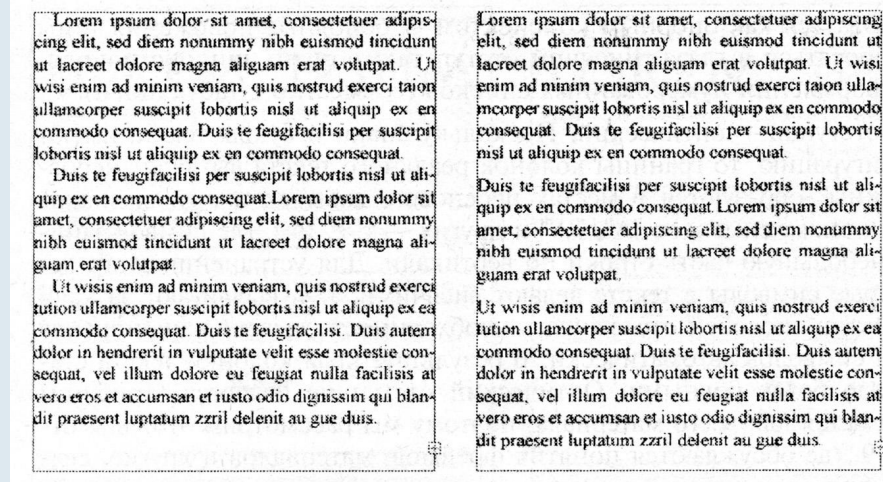 Lorem ipsum dolor sit amet, consectetuer adipis-
cing elit, sed diem nonummy nibh euismod tincidunt
ut lacreet dolore magna aliguam erat volutpat. Ut
wisi enim ad minim veniam, quis nostrud exerci taion
ullamcorper suscipit lobortis nisl ut aliquip ex en
commodo consequat. Duis te feugifacilisi per suscipit
lobortis nisl ut aliquip ex en commodo consequat.
Duis te feugifacilisi per suscipit lobortis nisl ut ali-
quip ex en commodo consequat.Lorem ipsum dolor sit
amet, consectetuer adipiscing elit, sed diem nonummy
nibh euismod tincidunt ut lacreet dolore magna ali-
guam erat volutpat.
Ut wisis enim ad minim veniam, quis nostrud exerci
tution ullamcorper suscipit lobortis nisl ut aliquip ex ea
commodo consequat. Duis te feugifacilisi. Duis autem
dolor in hendrerit in vulputate velit esse molestie con-
sequat, vel illum dolore eu feugiat nulla facilisis at
vero eros et accumsan et iusto odio dignissim qui blan-
dit praesent luptatum zzril delenit au gue duis.
Lorem ipsum dolor sit amet, consectetuer adipiscing
elit, sed diem nonummy nibh euismod tincidunt ut
lacreet dolore magna aliguam erat volutpat. Ut wisi
enim ad minim veniam, quis nostrud exerci taion ulla-
mcorper suscipit lobortis nisl ut aliquip ex en commodo
consequat. Duis te feugifacilisi per suscipit lobortis
nisl ut aliquip ex en commodo consequat.
Duis te feugifacilisi per suscipit lobortis nisl ut ali-
quip ex en commodo consequat.Lorem ipsum dolor sit
amet, consectetuer adipiscing elit, sed diem nonummy
nibh euismod tincidunt ut lacreet dolore magna ali-
guam erat volutpat.
Ut wisis enim ad minim veniam, quis nostrud exerci
tution ullamcorper suscipit lobortis nisl ut aliquip ex ea
commodo consequat. Duis te feugifacilisi. Duis autem
dolor in hendrerit in vulputate velit esse molestie con-
sequat, vel illum dolore eu feugiat nulla facilisis at
vero eros et accumsan et iusto odio dignissim qui blan-
dit praesent luptatum zzril delenit au gue duis.